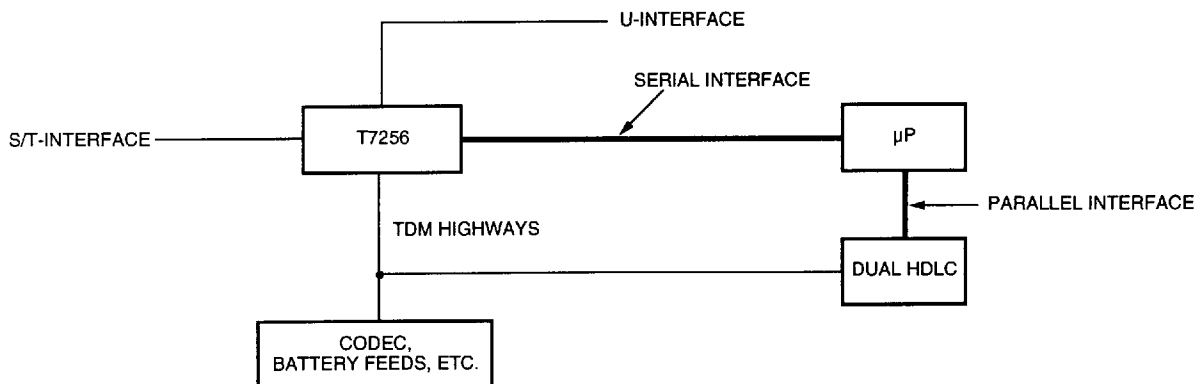 U-INTERFACE
SERIAL INTERFACE
S/T-INTERFACE
T7256
µP
PARALLEL INTERFACE
TDM HIGHWAYS
DUAL HDLC
CODEC,
BATTERY FEEDS, ETC.